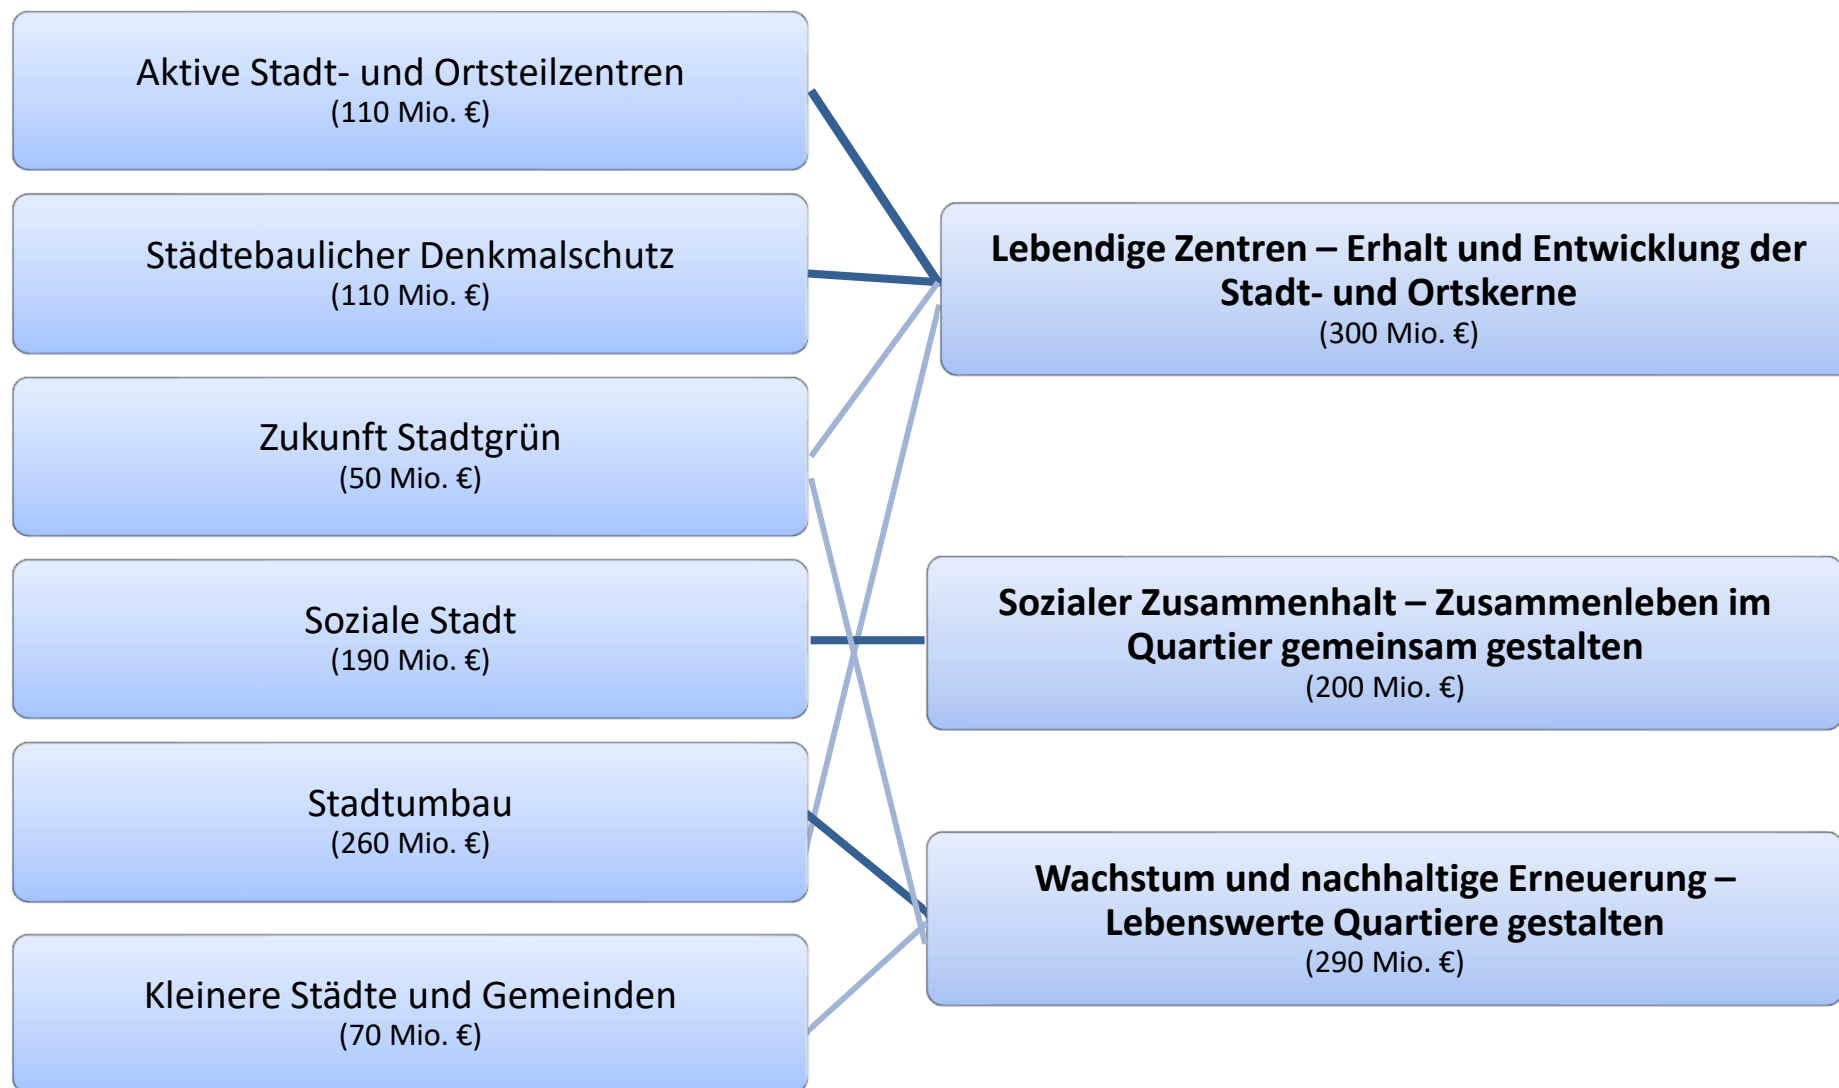 Aktive Stadt- und Ortsteilzentren
(110 Mio. €)
Städtebaulicher Denkmalschutz
(110 Mio. €)
Zukunft Stadtgrün
(50 Mio. €)
Soziale Stadt
(190 Mio. €)
Stadtumbau
(260 Mio. €)
Kleinere Städte und Gemeinden
(70 Mio. €)
Lebendige Zentren – Erhalt und Entwicklung der
Stadt- und Ortskerne
(300 Mio. €)
Sozialer Zusammenhalt – Zusammenleben im
Quartier gemeinsam gestalten
(200 Mio. €)
Wachstum und nachhaltige Erneuerung –
Lebenswerte Quartiere gestalten
(290 Mio. €)